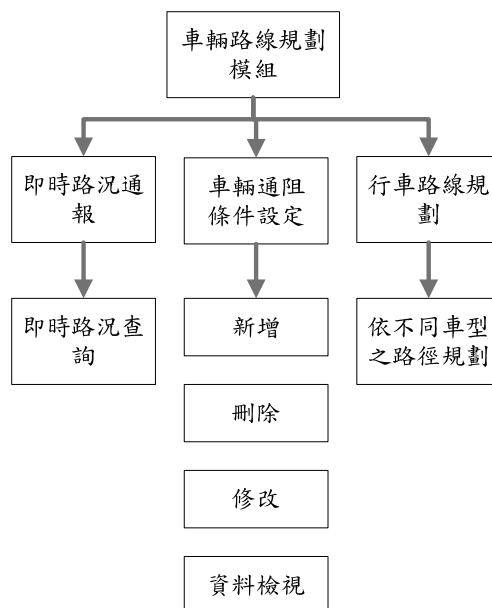 車輛路線規劃
模組
即時路況通
報
車輛通阻
條件設定
行車路線規
劃
即時路況查
詢
新增
依不同車型
之路徑規劃
刪除
修改
資料檢視